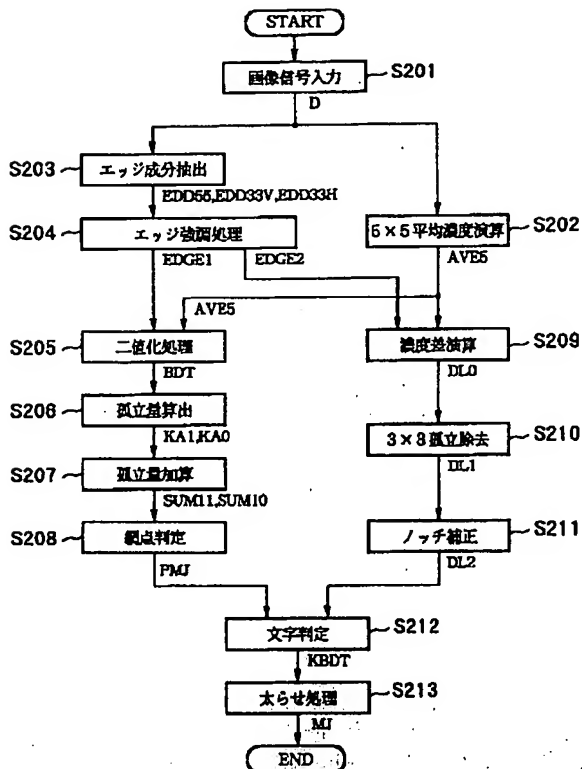 START
画像信号入力
S201
D
S203
エッジ成分抽出
EDD55,EDD33V,EDD33H
S204
エッジ強調処理
EDGE1
EDGE2
5×5平均濃度演算
S202
AVE5
AVE5
S205
二値化処理
BDT
濃度差演算
S209
DL0
S206
孤立量算出
KA1,KA0
3×3孤立除去
S210
DL1
S207
孤立量加算
SUM11,SUM10
S208
網点判定
PMJ
ノッチ補正
S211
DL2
文字判定
S212
KBDT
太らせ処理
S213
MJ
END